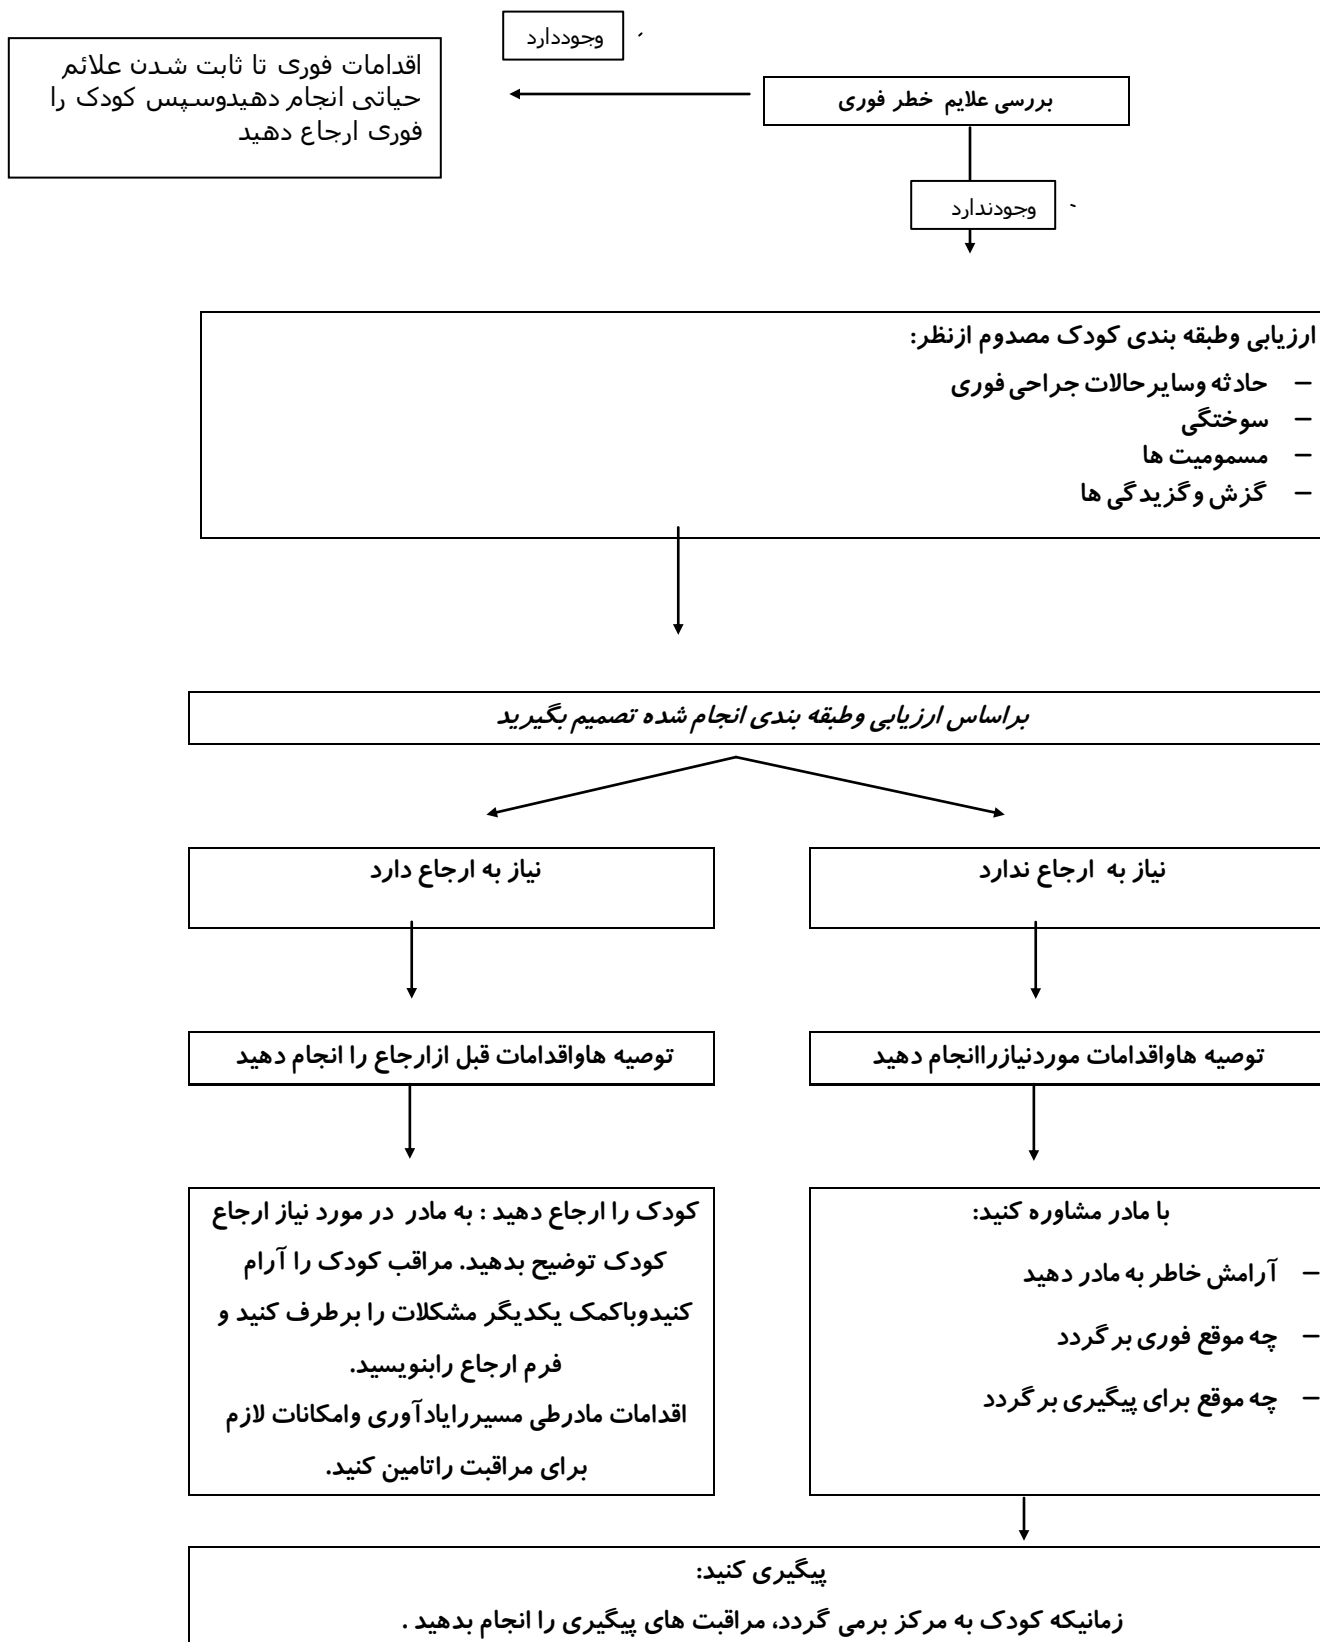 وجوددارد
اقدامات فوری تا ثابت شدن علائم
حیاتی انجام دهیدوسپس کودک را
فوری ارجاع دهید
بررسی علایم خطر فوری
وجودندارد
ارزیابی وطبقه بندی کودک مصدوم ازنظر:
– حادثه وسایر حالات جراحی فوری
– سوختگی
– مسمومیت ها
– گزش وگزیدگی ها
براساس ارزیابی وطبقه بندی انجام شده تصمیم بگیرید
نیاز به ارجاع ندارد
نیاز به ارجاع دارد
توصیه هاواقدامات موردنیازراانجام دهید
توصیه هاواقدامات قبل ازارجاع را انجام دهید
با مادر مشاوره کنید:
– آرامش خاطر به مادر دهید
– چه موقع فوری بر گردد
– چه موقع برای پیگیری بر گردد
کودک را ارجاع دهید : به مادر در مورد نیاز ارجاع
کودک توضیح بدهید. مراقب کودک را آرام
کنیدوباکمک یکدیگر مشکلات را برطرف کنید و
فرم ارجاع رابنویسید.
اقدامات مادرطی مسیررایادآوری وامکانات لازم
برای مراقبت راتامین کنید.
پیگیری کنید:
زمانیکه کودک به مرکز برمی گردد، مراقبت های پیگیری را انجام بدهید .